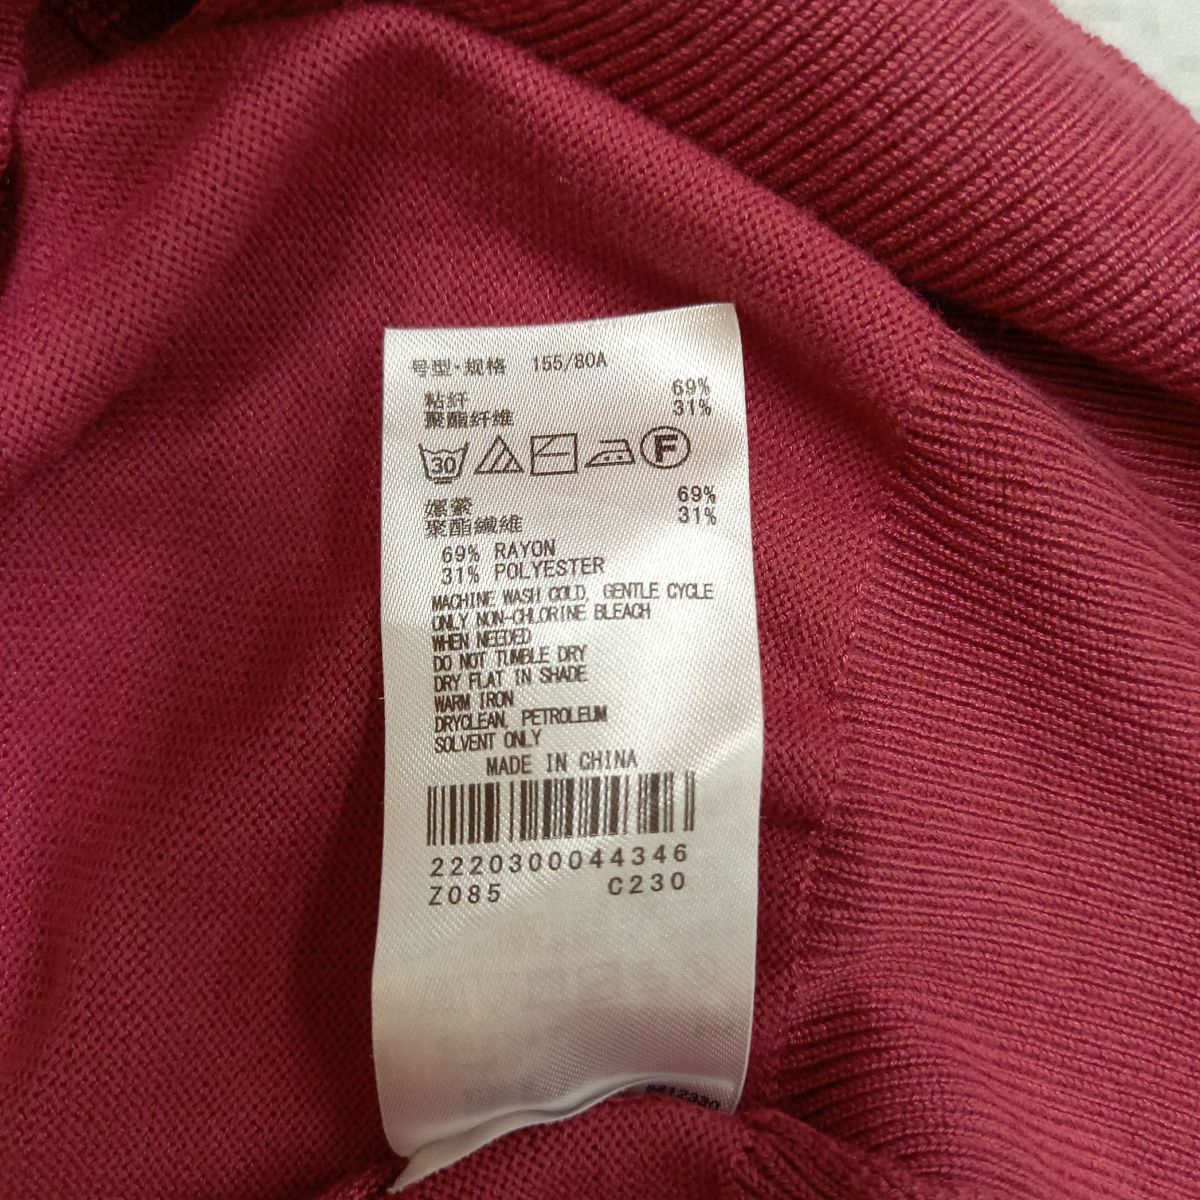 号型·规格 155/80A
粘纤 69%
聚酯纤维 31%
30 F
嫘縈 69%
聚酯纖維 31%
69% RAYON
31% POLYESTER
MACHINE WASH COLD, GENTLE CYCLE
ONLY NON-CHLORINE BLEACH
WHEN NEEDED
DO NOT TUMBLE DRY
DRY FLAT IN SHADE
WARM IRON
DRYCLEAN, PETROLEUM
SOLVENT ONLY
MADE IN CHINA
2220300044346
Z085 C230